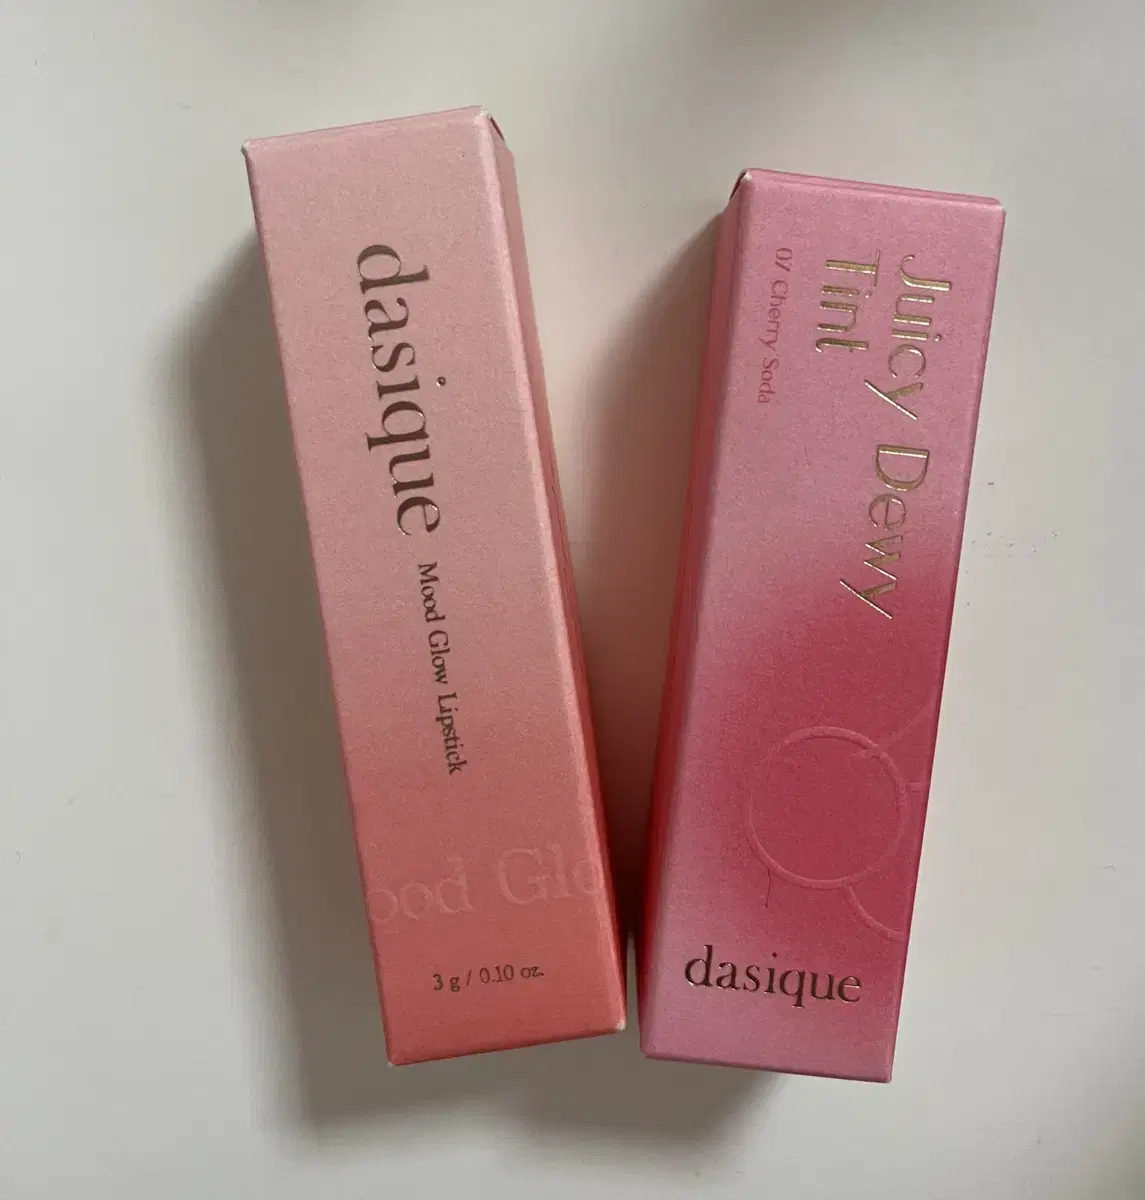 dasique
Mood Glow Lipstick
ood Glo
3 g / 0.10 oz.
Juicy Dewy
Tint
07 Cherry Soda
dasique